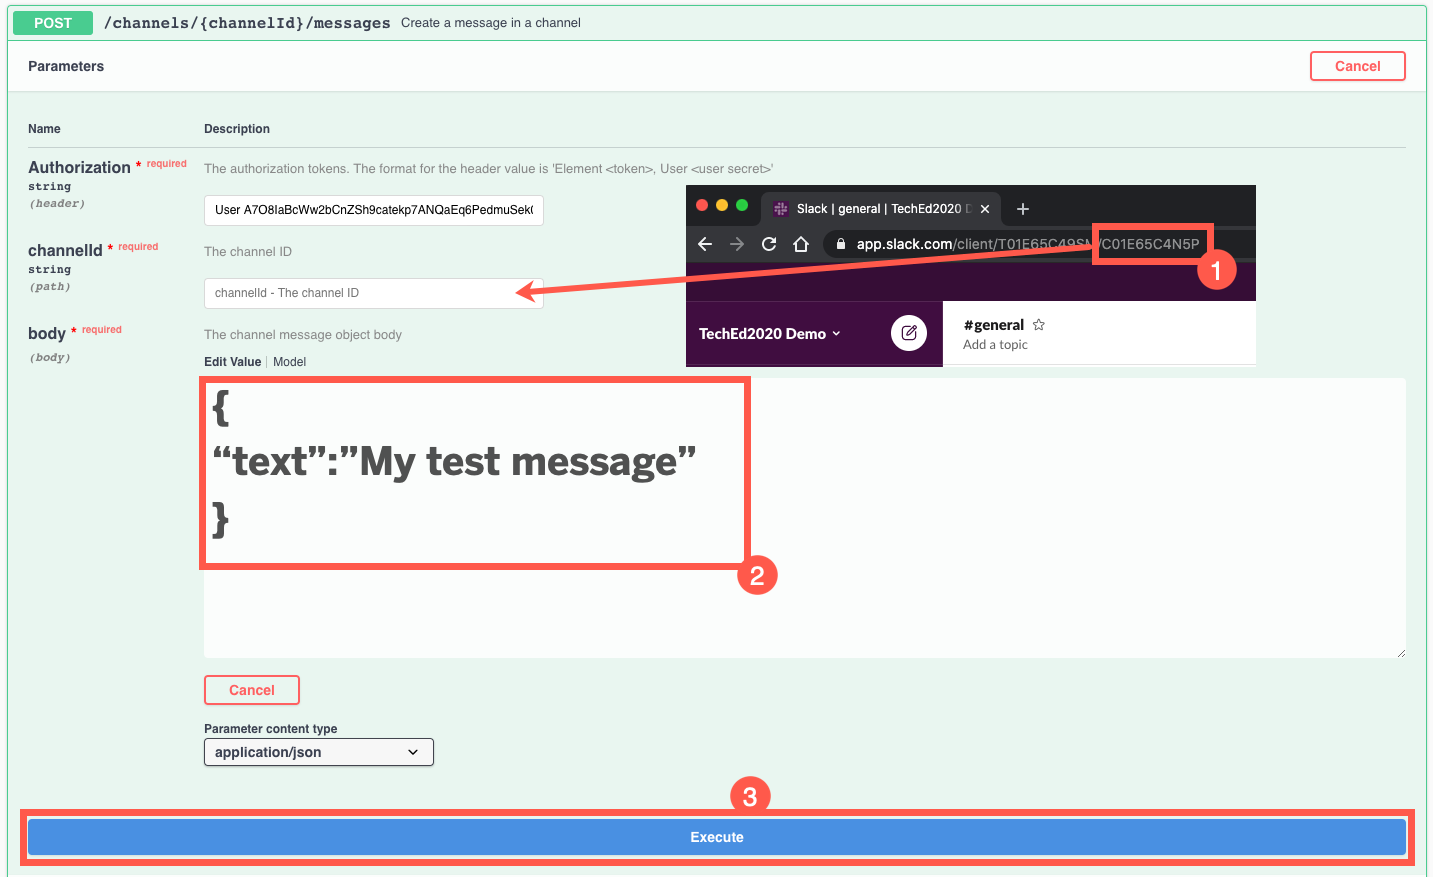 POST /channels/{channelId}/messages Create a message in a channel
Parameters
Cancel
Name Description
Authorization * required
string
(header)
The authorization tokens. The format for the header value is 'Element <token>, User <user secret>'
User A7O8IaBcWw2bCnZSh9catekp7ANQaEq6PedmuSek
channelId * required
string
(path)
The channel ID
channelId - The channel ID
Slack | general | TechEd2020
app.slack.com/client/T01E65C49SM/C01E65C4N5P
1
TechEd2020 Demo
#general
Add a topic
body * required
(body)
The channel message object body
Edit Value | Model
{
“text”:”My test message”
}
2
Cancel
Parameter content type
application/json
3
Execute